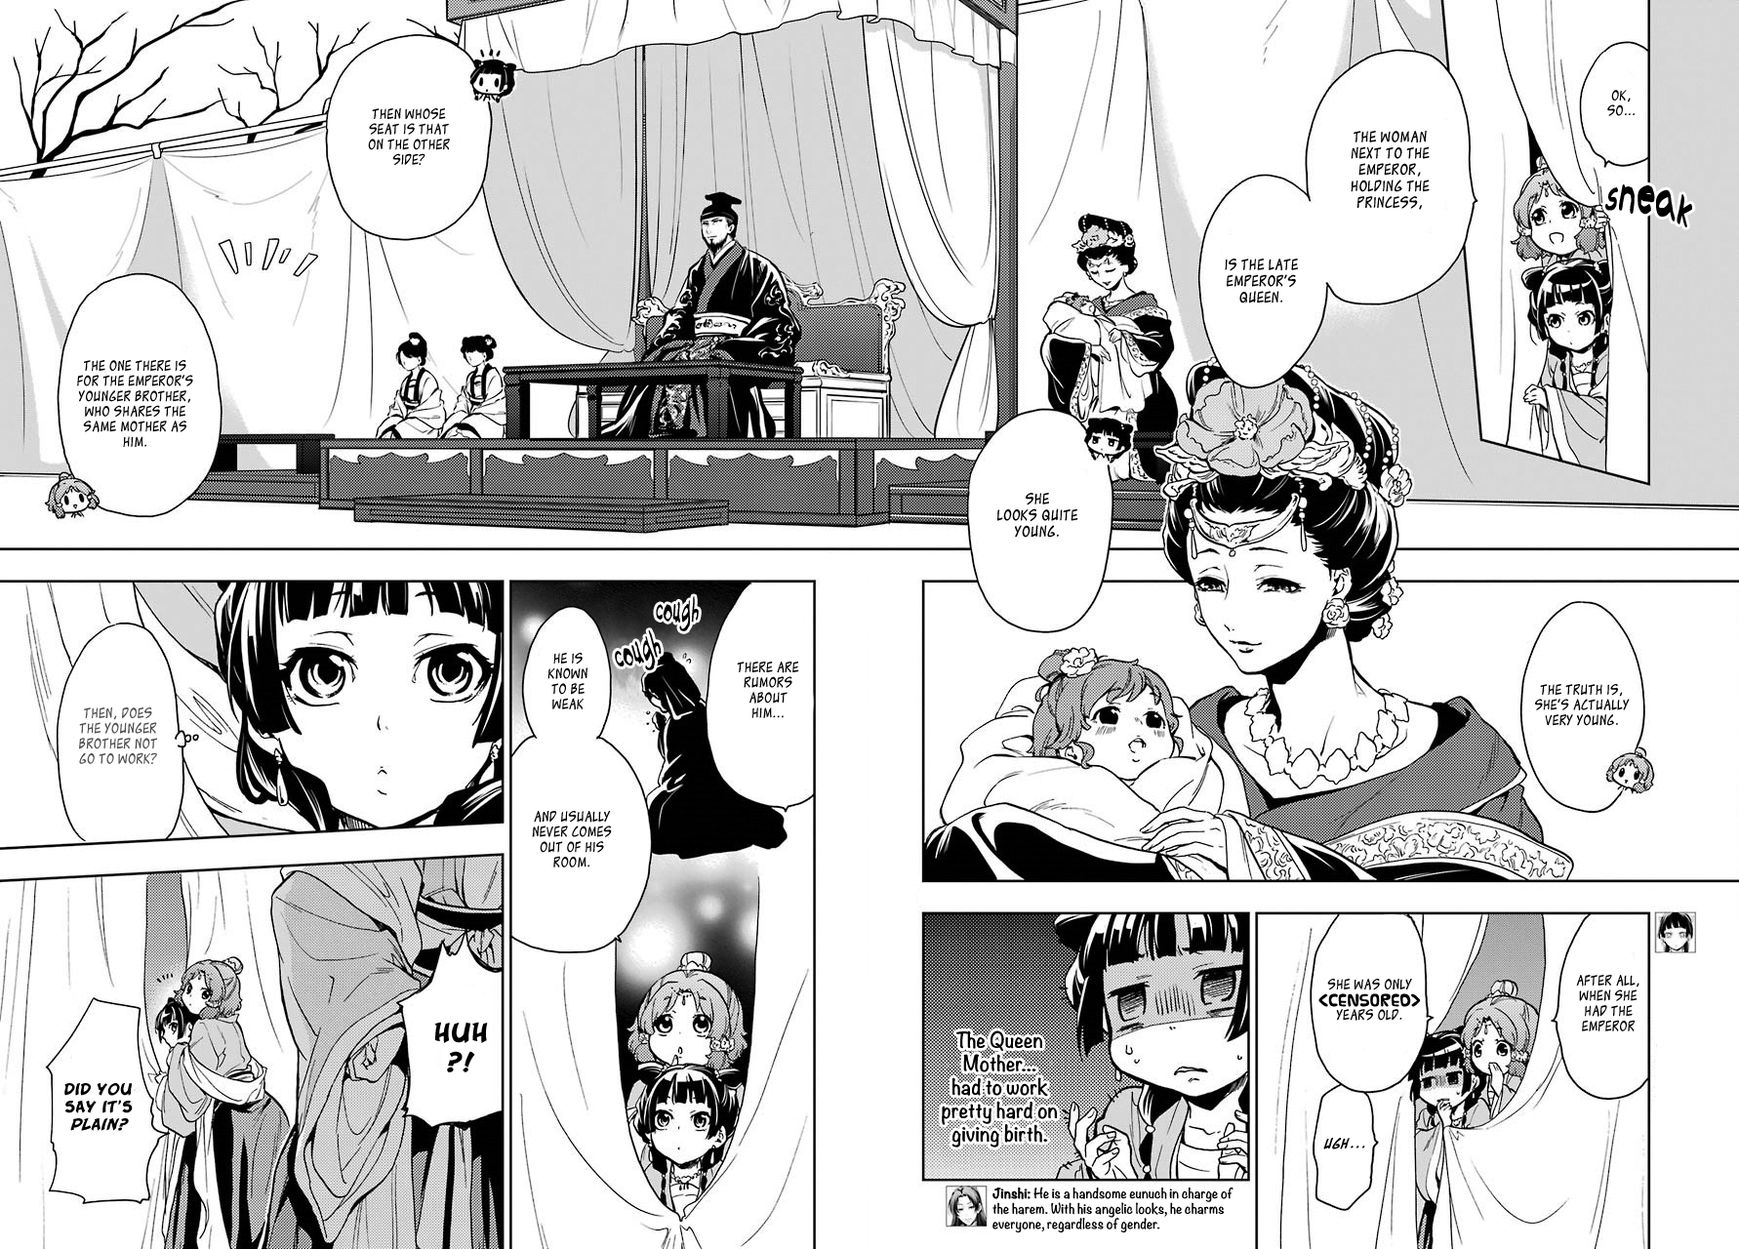 OK,
SO...
sneak
THE WOMAN
NEXT TO THE
EMPEROR,
HOLDING THE
PRINCESS,
IS THE LATE
EMPEROR'S
QUEEN.
SHE
LOOKS QUITE
YOUNG.
THEN WHOSE
SEAT IS THAT
ON THE OTHER
SIDE?
THE ONE THERE IS
FOR THE EMPEROR'S
YOUNGER BROTHER,
WHO SHARES THE
SAME MOTHER AS
HIM.
THE TRUTH IS,
SHE'S ACTUALLY
VERY YOUNG.
AFTER ALL,
WHEN SHE
HAD THE
EMPEROR
SHE WAS ONLY
<CENSORED>
YEARS OLD.
UGH...
The Queen
Mother...
had to work
pretty hard on
giving birth.
Jinshi: He is a handsome eunuch in charge of
the harem. With his angelic looks, he charms
everyone, regardless of gender.
THERE ARE
RUMORS
ABOUT
HIM...
cough
cough
HE IS
KNOWN
TO BE
WEAK
AND USUALLY
NEVER COMES
OUT OF HIS
ROOM.
THEN, DOES
THE YOUNGER
BROTHER NOT
GO TO WORK?
HUH
?!
DID YOU
SAY IT'S
PLAIN?